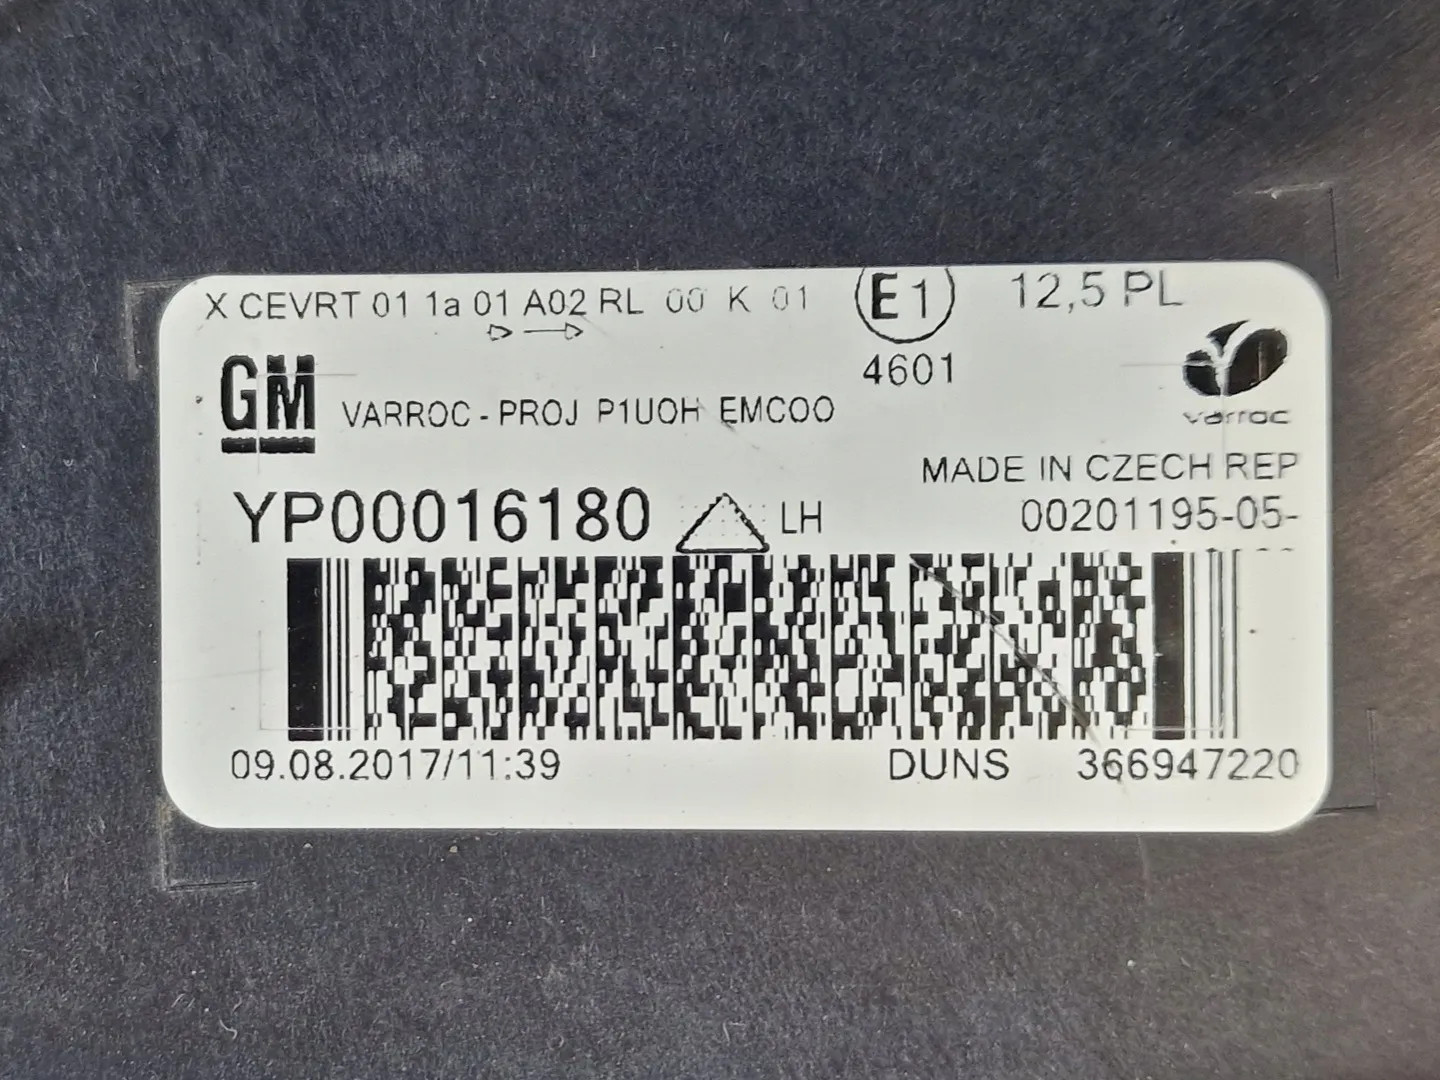 X CEVRT 01 1a 01 A02 RL 00 K 01 E1 12,5 PL
4601
GM
VARROC - PROJ P1UOH EMC00
varroc
MADE IN CZECH REP
YP00016180 LH
00201195-05-
09.08.2017/11:39 DUNS 366947220